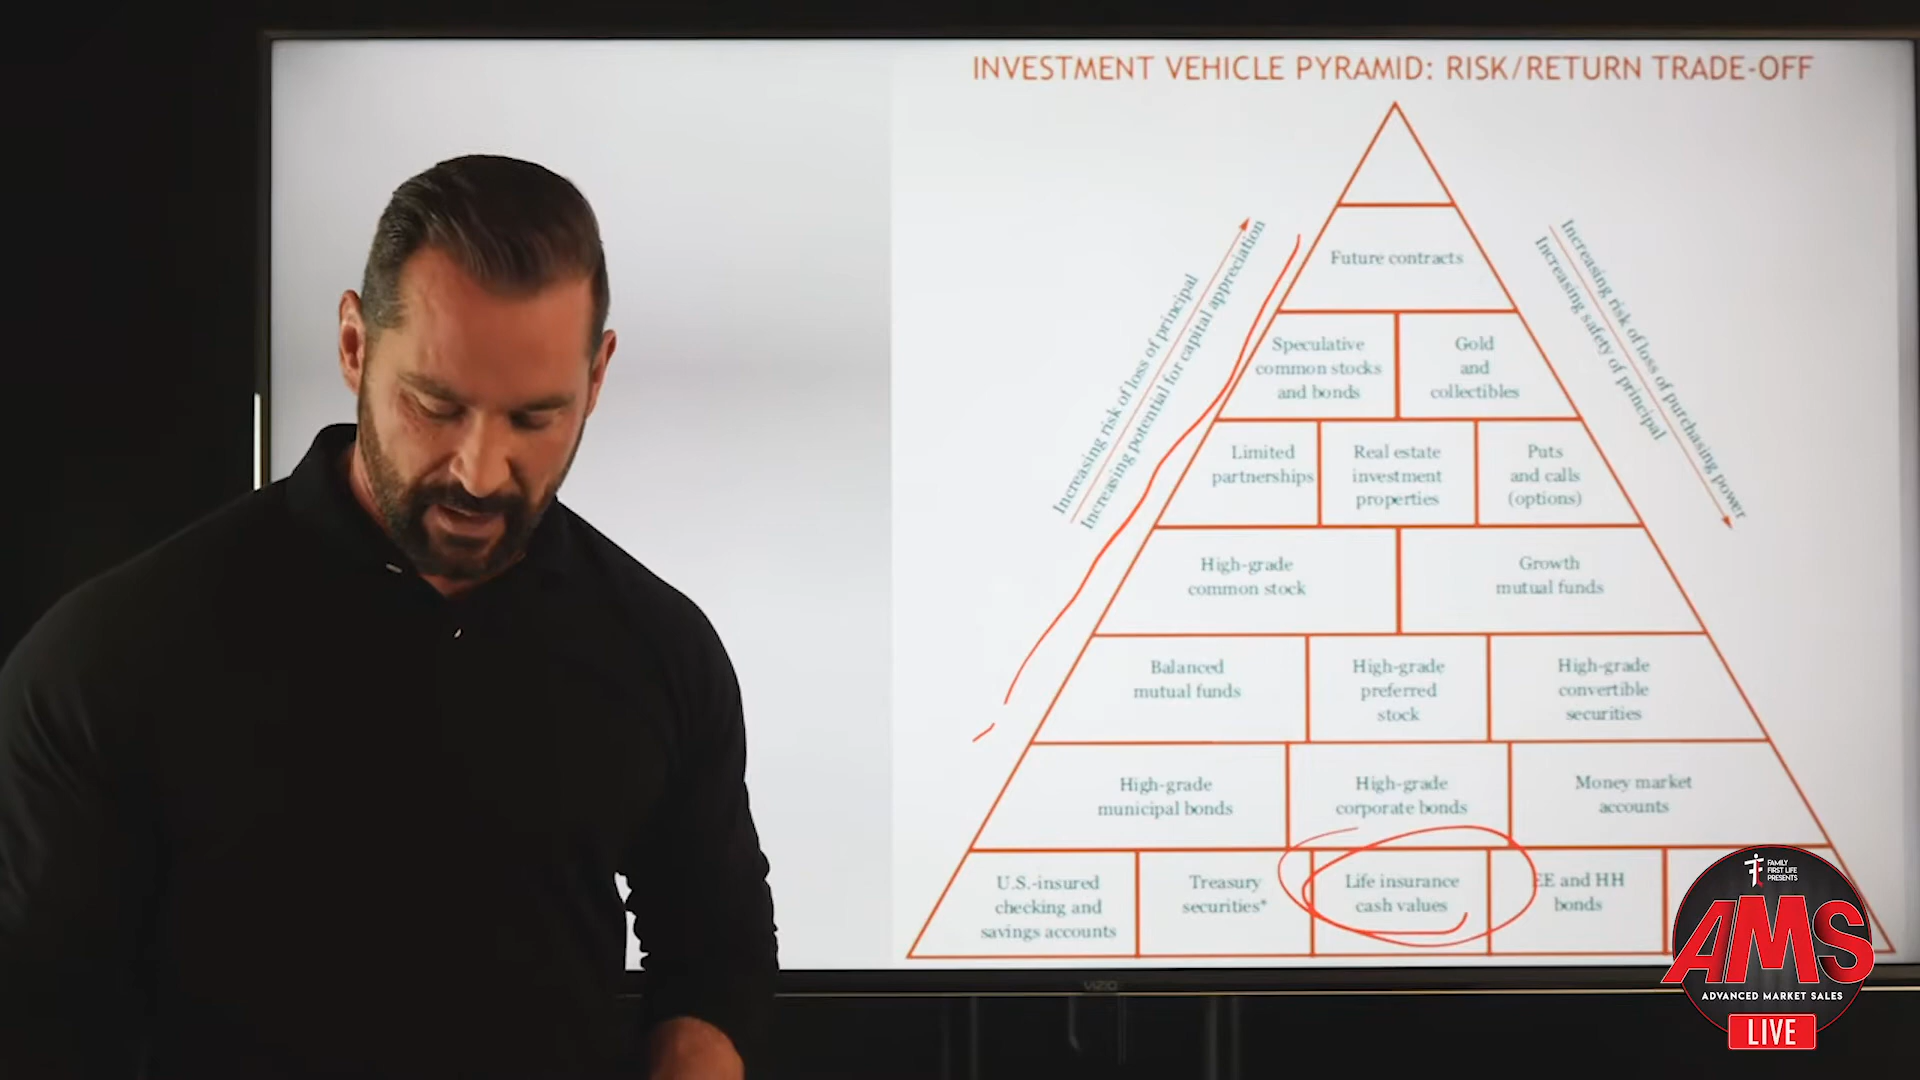 INVESTMENT VEHICLE PYRAMID: RISK/RETURN TRADE-OFF
Increasing risk of loss of principal
Increasing potential for capital appreciation
Increasing risk of loss of purchasing power
Increasing safety of principal
Future contracts
Speculative
common stocks
and bonds
Gold
and
collectibles
Limited
partnerships
Real estate
investment
properties
Puts
and calls
(options)
High-grade
common stock
Growth
mutual funds
Balanced
mutual funds
High-grade
preferred
stock
High-grade
convertible
securities
High-grade
municipal bonds
High-grade
corporate bonds
Money market
accounts
U.S.-insured
checking and
savings accounts
Treasury
securities*
Life insurance
cash values
EE and HH
bonds
VIZIO
FAMILY
FIRST LIFE
PRESENTS
AMS
ADVANCED MARKET SALES
LIVE